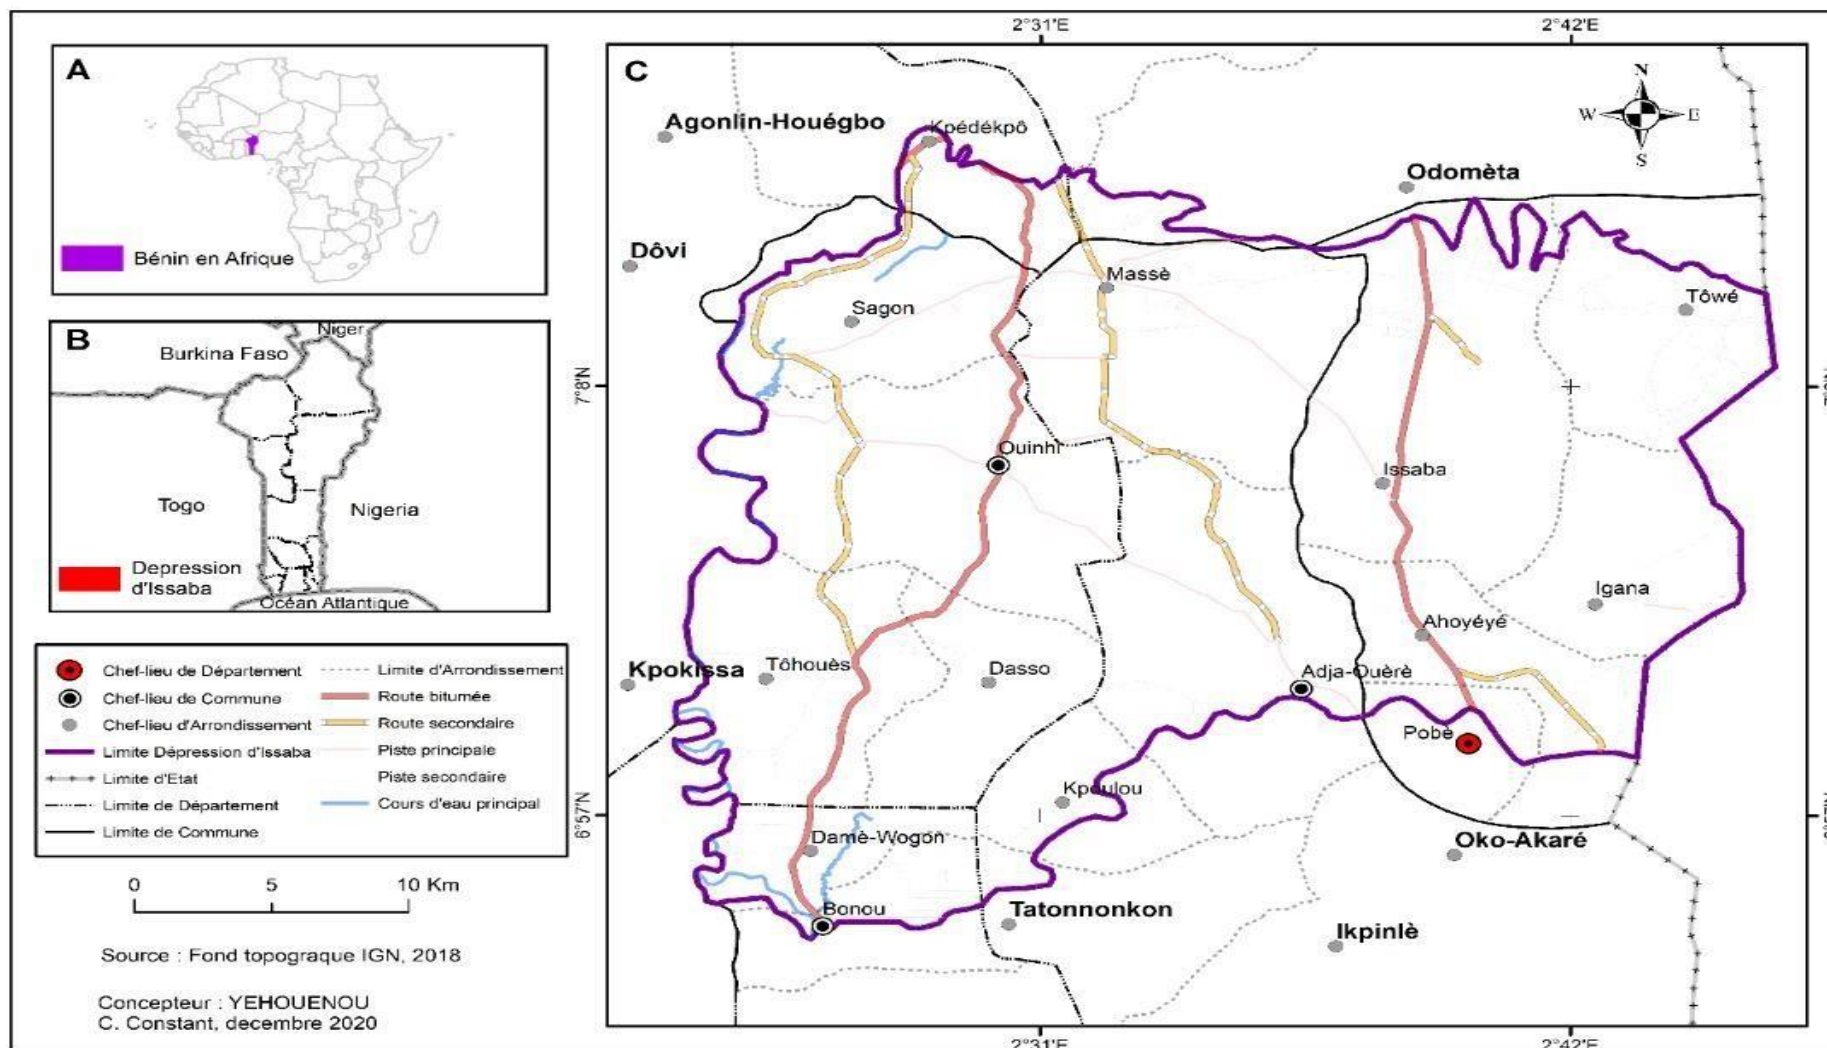 A
Bénin en Afrique
B
Niger
Burkina Faso
Togo
Nigeria
Depression
d'Issaba
Océan Atlantique
Chef-lieu de Département
Chef-lieu de Commune
Chef-lieu d'Arrondissement
Limite Dépression d'Issaba
Limite d'Etat
Limite de Département
Limite de Commune
Limite d'Arrondissement
Route bitumée
Route secondaire
Piste principale
Piste secondaire
Cours d'eau principal
0 5 10 Km
Source : Fond topograque IGN, 2018
Concepteur : YEHOUENOU
C. Constant, decembre 2020
2°31'E 2°42'E
C
N
W E
S
Agonlin-Houégbo
Kpédékpô
Odomèta
Dôvi
Massè
Tôwé
Sagon
7°8'N
Ouinhi
Issaba
Igana
Ahoyéyé
Kpokissa
Tôhouès
Dasso
Adja-Ouèrè
Pobè
Kpoulou
6°57'N
Damè-Wogon
Oko-Akaré
Bonou
Tatonnonkon
Ikpinlè
2°31'E 2°42'E